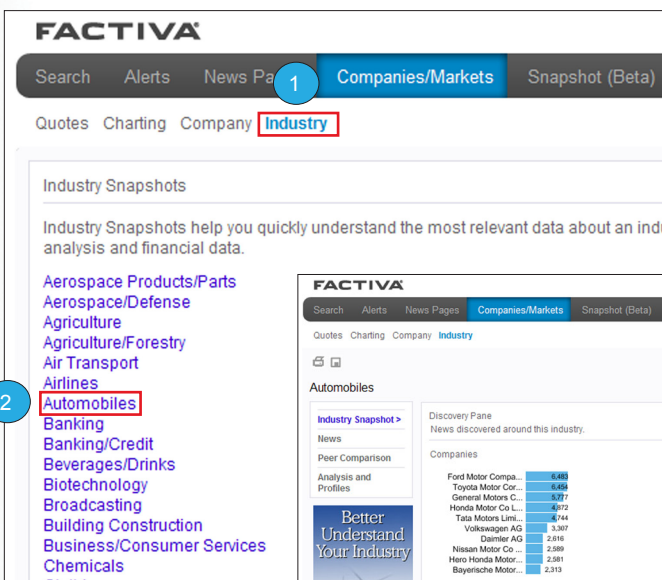 FACTIVA
Search Alerts News Pa 1 Companies/Markets Snapshot (Beta)
Quotes Charting Company Industry
Industry Snapshots
Industry Snapshots help you quickly understand the most relevant data about an indu
analysis and financial data.
Aerospace Products/Parts
Aerospace/Defense
Agriculture
Agriculture/Forestry
Air Transport
Airlines
2 Automobiles
Banking
Banking/Credit
Beverages/Drinks
Biotechnology
Broadcasting
Building Construction
Business/Consumer Services
Chemicals
FACTIVA
Search Alerts News Pages Companies/Markets Snapshot (Beta)
Quotes Charting Company Industry
Automobiles
Industry Snapshot >
News
Peer Comparison
Analysis and
Profiles
Better
Understand
Your Industry
Discovery Pane
News discovered around this industry.
Companies
Ford Motor Compa... 6,483
Toyota Motor Cor... 6,454
General Motors C... 5,777
Honda Motor Co L... 4,872
Tata Motors Limi... 4,744
Volkswagen AG 3,307
Daimler AG 2,616
Nissan Motor Co ... 2,589
Hero Honda Motor... 2,581
Bayerische Motor... 2,313